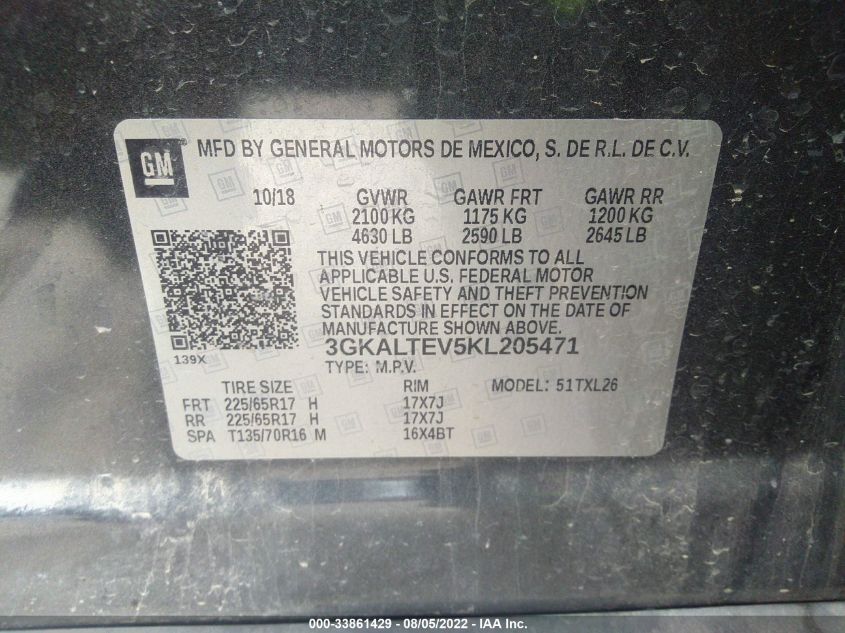 GM MFD BY GENERAL MOTORS DE MEXICO, S. DE R.L. DE C.V.
10/18 GVWR GAWR FRT GAWR RR
2100 KG 1175 KG 1200 KG
4630 LB 2590 LB 2645 LB
THIS VEHICLE CONFORMS TO ALL
APPLICABLE U.S. FEDERAL MOTOR
VEHICLE SAFETY AND THEFT PREVENTION
STANDARDS IN EFFECT ON THE DATE OF
MANUFACTURE SHOWN ABOVE.
3GKALTEV5KL205471
139X
TYPE: M.P.V.
TIRE SIZE RIM MODEL: 51TXL26
FRT 225/65R17 H 17X7J
RR 225/65R17 H 17X7J
SPA T135/70R16 M 16X4BT
000-33861429 - 08/05/2022 - IAA Inc.